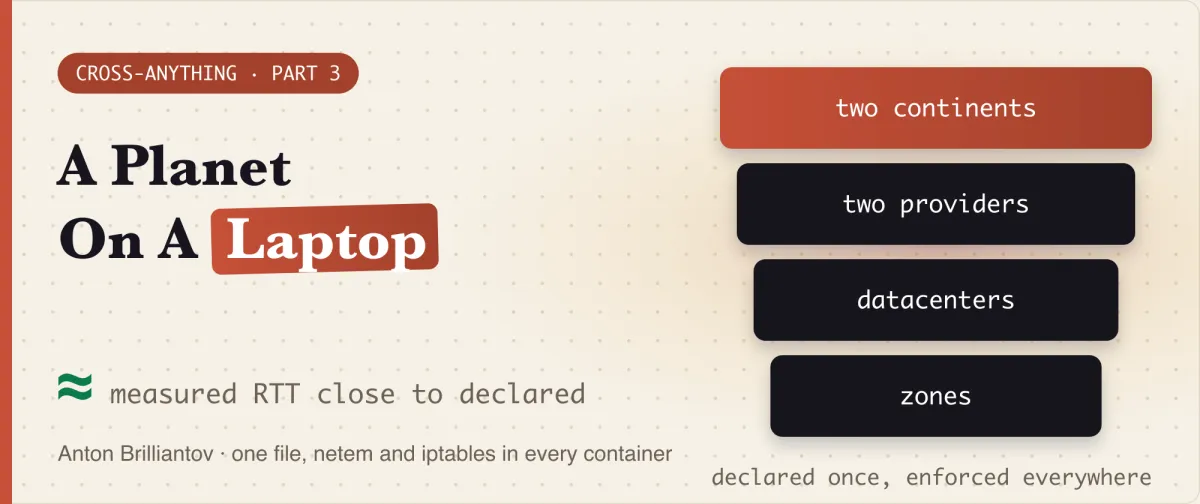 CROSS-ANYTHING · PART 3
A Planet
On A Laptop
≈ measured RTT close to declared
Anton Brilliantov · one file, netem and iptables in every container
two continents
two providers
datacenters
zones
declared once, enforced everywhere